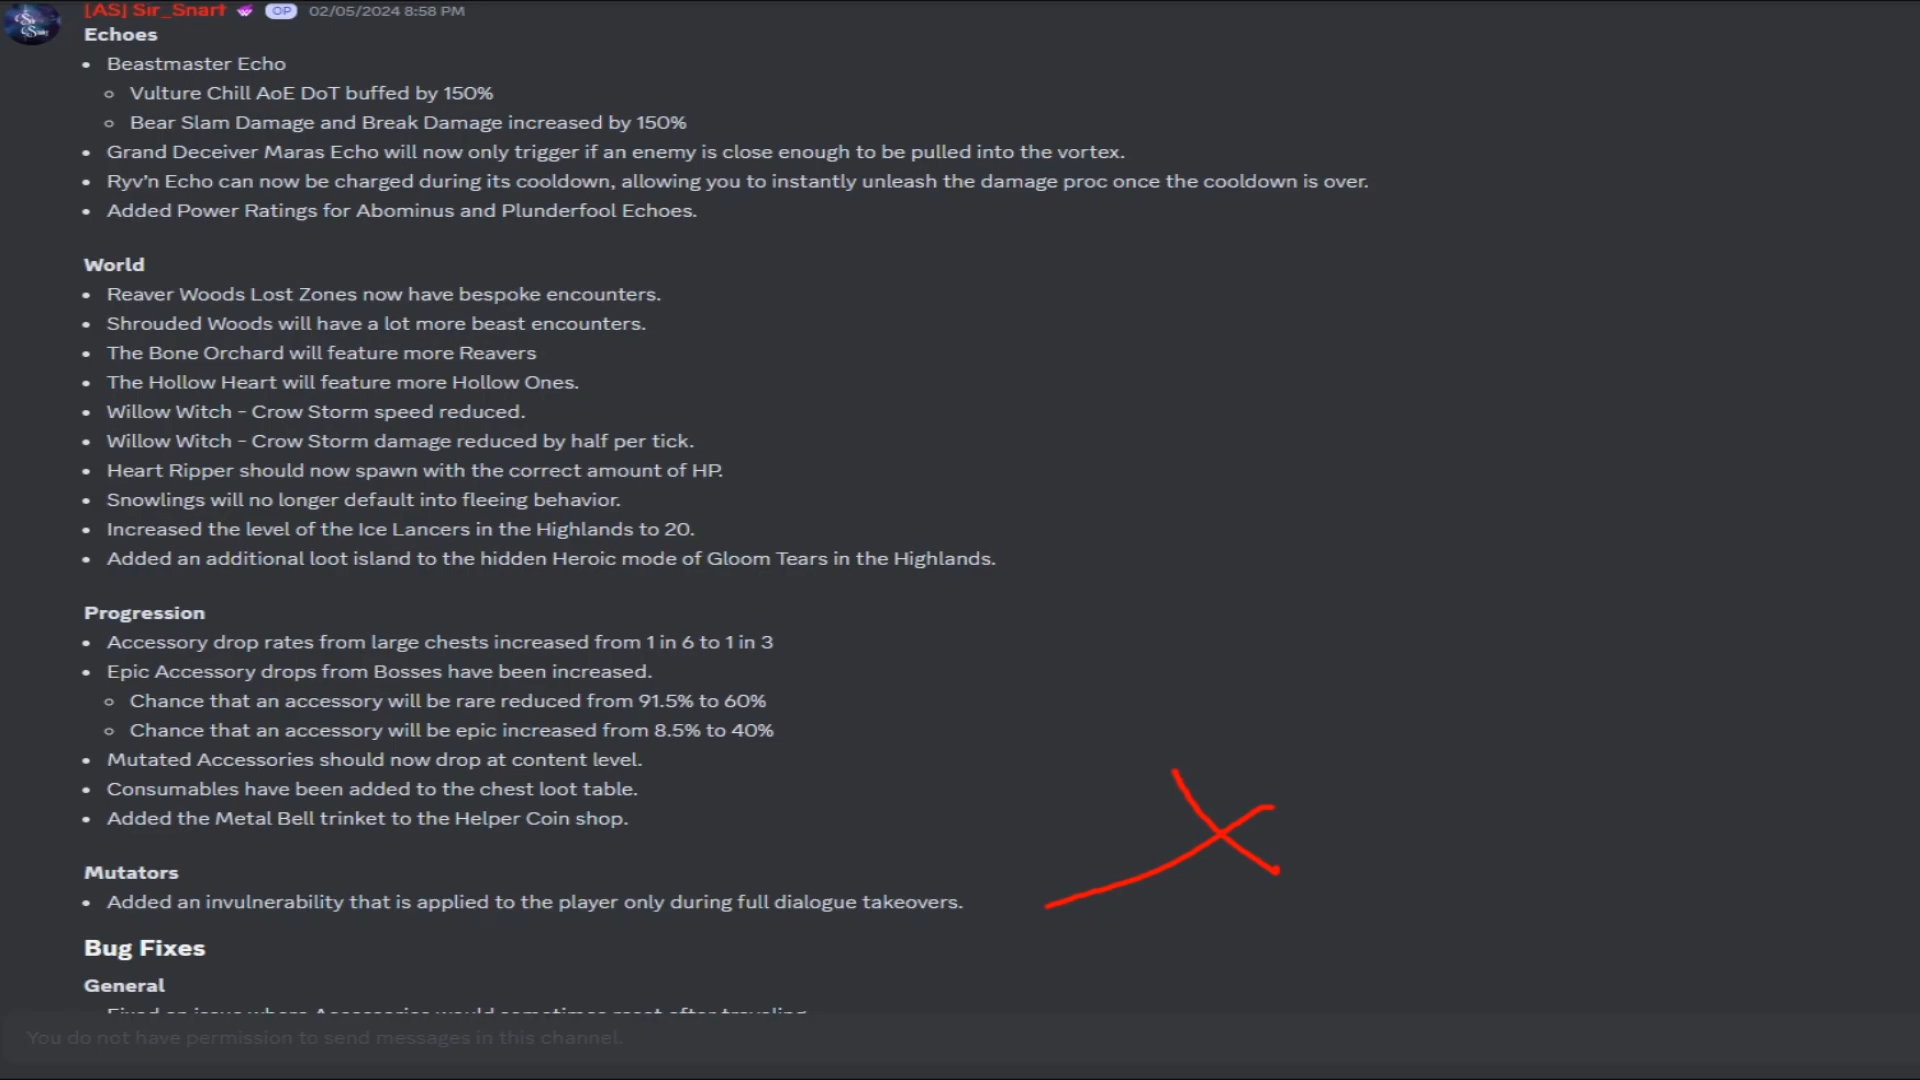 [AS] Sir_Snart OP 02/05/2024 8:58 PM
Echoes
• Beastmaster Echo
◦ Vulture Chill AoE DoT buffed by 150%
◦ Bear Slam Damage and Break Damage increased by 150%
• Grand Deceiver Maras Echo will now only trigger if an enemy is close enough to be pulled into the vortex.
• Ryv'n Echo can now be charged during its cooldown, allowing you to instantly unleash the damage proc once the cooldown is over.
• Added Power Ratings for Abominus and Plunderfool Echoes.
World
• Reaver Woods Lost Zones now have bespoke encounters.
• Shrouded Woods will have a lot more beast encounters.
• The Bone Orchard will feature more Reavers
• The Hollow Heart will feature more Hollow Ones.
• Willow Witch - Crow Storm speed reduced.
• Willow Witch - Crow Storm damage reduced by half per tick.
• Heart Ripper should now spawn with the correct amount of HP.
• Snowlings will no longer default into fleeing behavior.
• Increased the level of the Ice Lancers in the Highlands to 20.
• Added an additional loot island to the hidden Heroic mode of Gloom Tears in the Highlands.
Progression
• Accessory drop rates from large chests increased from 1 in 6 to 1 in 3
• Epic Accessory drops from Bosses have been increased.
◦ Chance that an accessory will be rare reduced from 91.5% to 60%
◦ Chance that an accessory will be epic increased from 8.5% to 40%
• Mutated Accessories should now drop at content level.
• Consumables have been added to the chest loot table.
• Added the Metal Bell trinket to the Helper Coin shop.
Mutators
• Added an invulnerability that is applied to the player only during full dialogue takeovers.
Bug Fixes
General
Fixed an issue where Accessories would sometimes reset after traveling
You do not have permission to send messages in this channel.